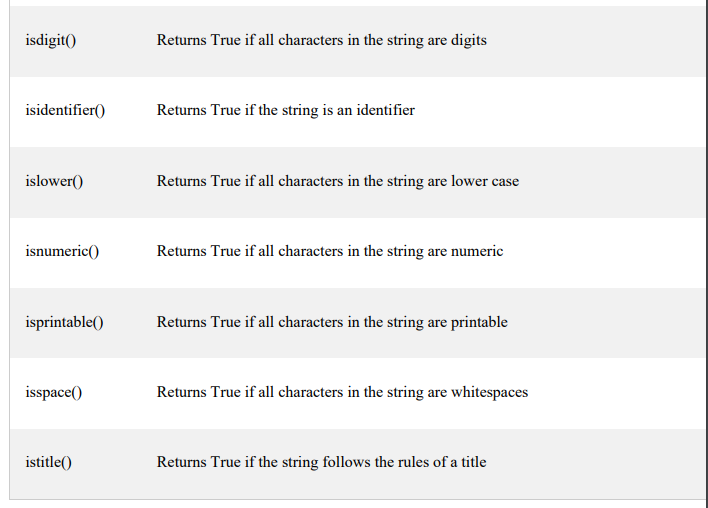 isdigit() Returns True if all characters in the string are digits
isidentifier() Returns True if the string is an identifier
islower() Returns True if all characters in the string are lower case
isnumeric() Returns True if all characters in the string are numeric
isprintable() Returns True if all characters in the string are printable
isspace() Returns True if all characters in the string are whitespaces
istitle() Returns True if the string follows the rules of a title